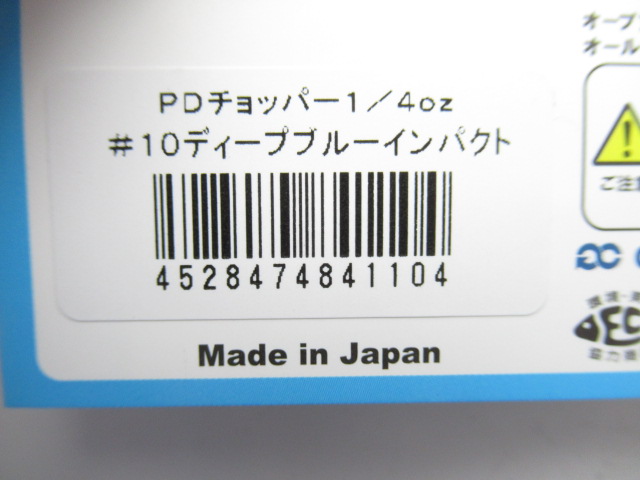 オープ
オール
PDチョッパー1/4oz
#10ディープブルーインパクト
4528474841104
ご注意
Made in Japan